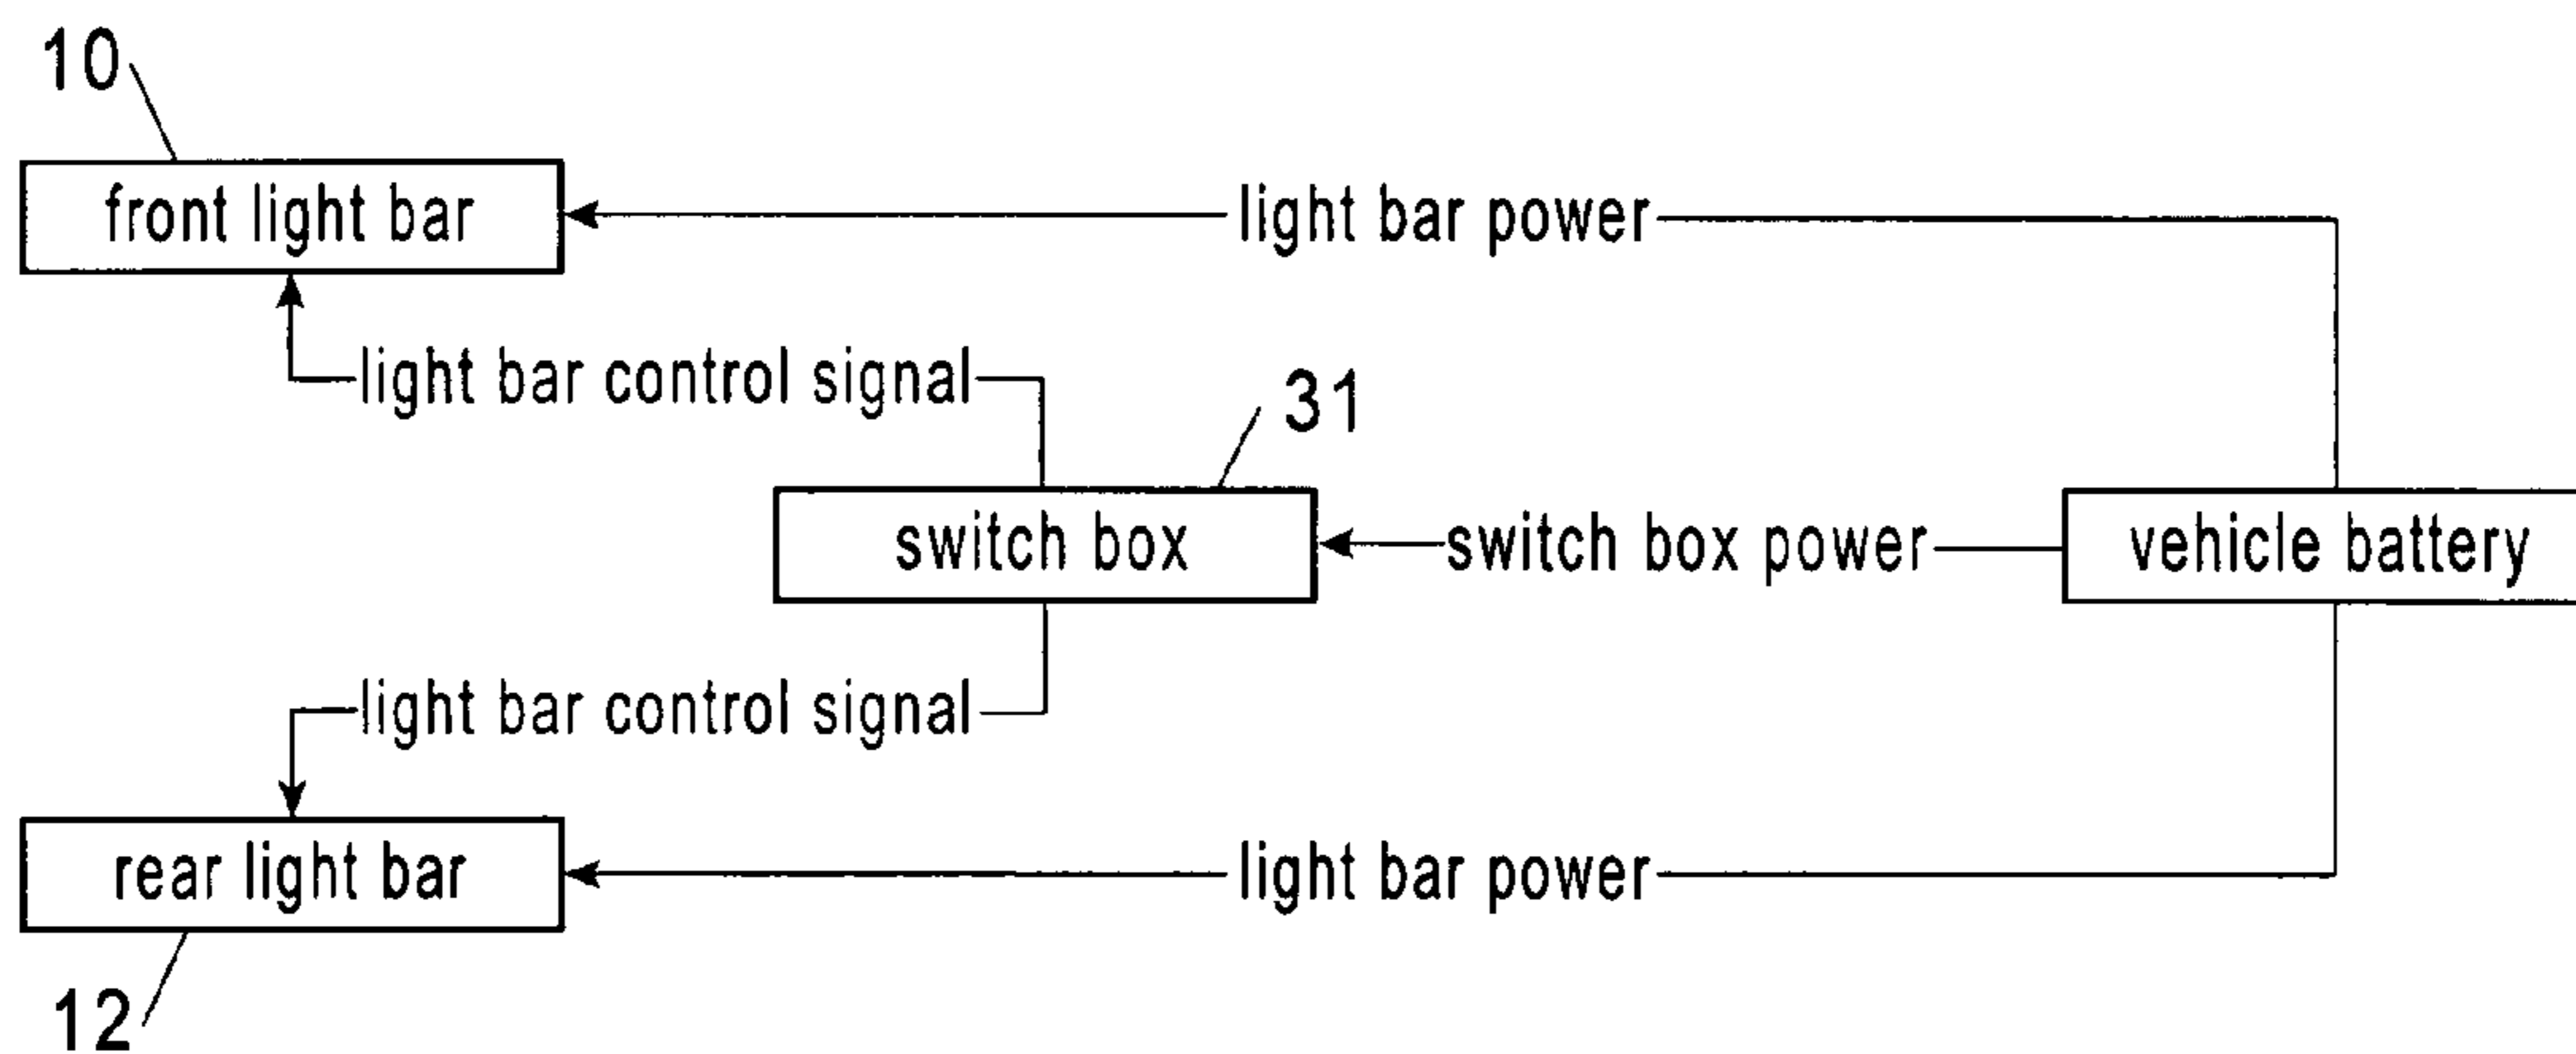 10
front light bar
light bar power
light bar control signal
31
switch box
switch box power
vehicle battery
light bar control signal
rear light bar
light bar power
12